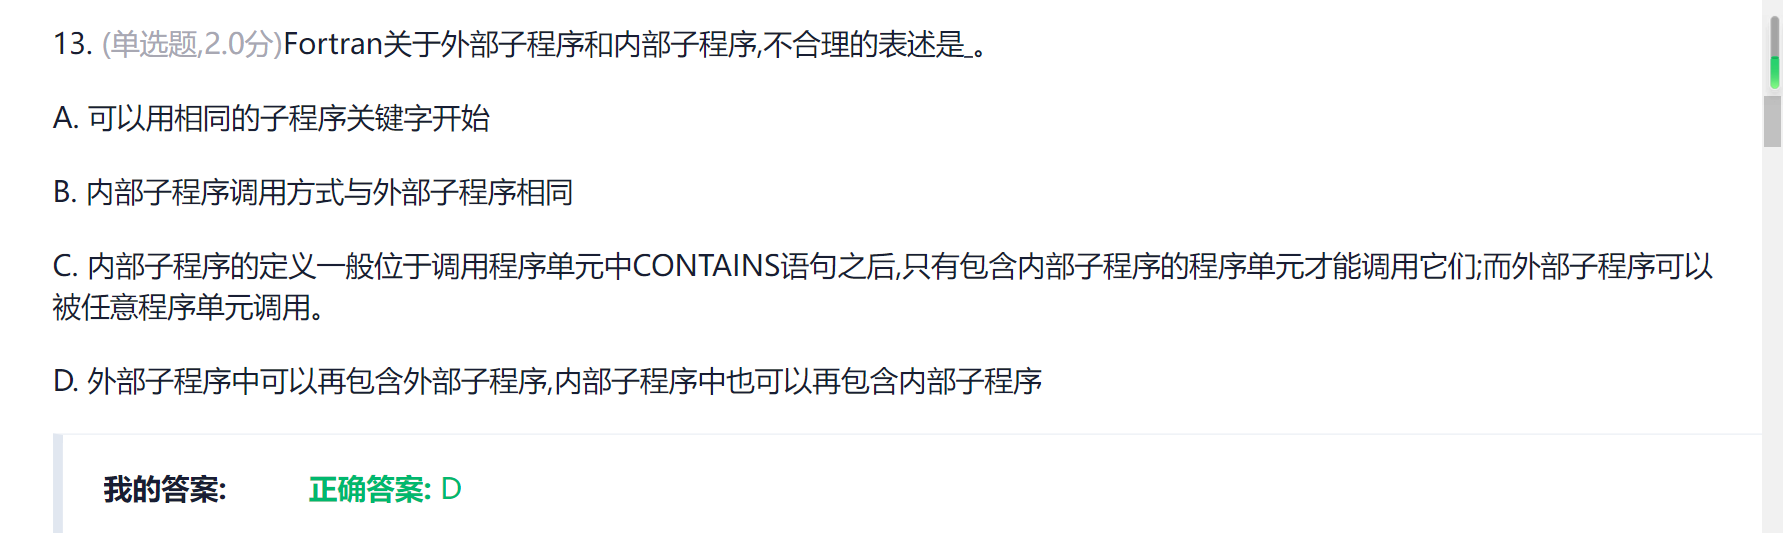 13. (单选题,2.0分)Fortran关于外部子程序和内部子程序,不合理的表述是_。
A. 可以用相同的子程序关键字开始
B. 内部子程序调用方式与外部子程序相同
C. 内部子程序的定义一般位于调用程序单元中CONTAINS语句之后,只有包含内部子程序的程序单元才能调用它们;而外部子程序可以
被任意程序单元调用。
D. 外部子程序中可以再包含外部子程序,内部子程序中也可以再包含内部子程序
我的答案: 正确答案: D